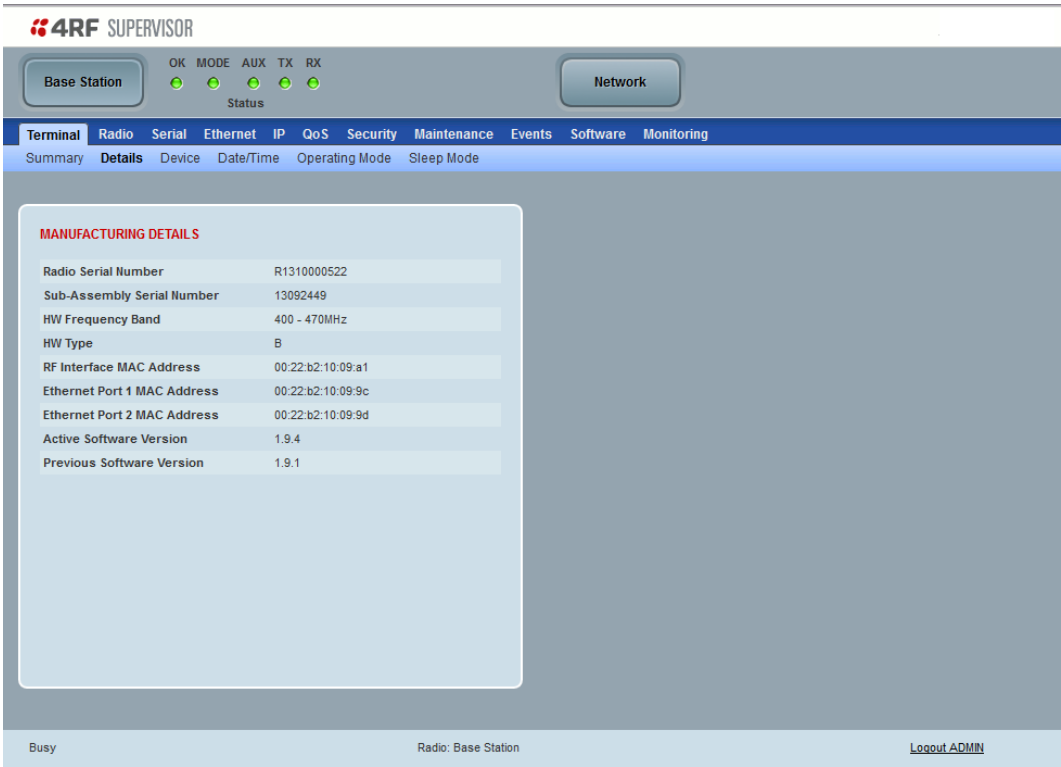 4RF SUPERVISOR
OK MODE AUX TX RX
Base Station
Network
Status
Terminal Radio Serial Ethernet IP QoS Security Maintenance Events Software Monitoring
Summary Details Device Date/Time Operating Mode Sleep Mode
MANUFACTURING DETAILS
Radio Serial Number R1310000522
Sub-Assembly Serial Number 13092449
HW Frequency Band 400 - 470MHz
HW Type B
RF Interface MAC Address 00:22:b2:10:09:a1
Ethernet Port 1 MAC Address 00:22:b2:10:09:9c
Ethernet Port 2 MAC Address 00:22:b2:10:09:9d
Active Software Version 1.9.4
Previous Software Version 1.9.1
Busy Radio: Base Station Logout ADMIN